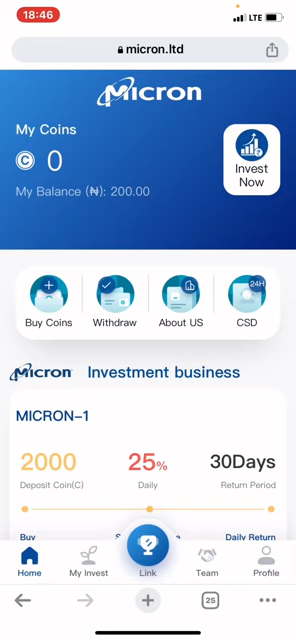 18:46
LTE
micron.ltd
Micron
My Coins
C 0
Invest
Now
My Balance (₦): 200.00
24H
Buy Coins Withdraw About US CSD
Micron Investment business
MICRON-1
2000 25% 30Days
Deposit Coin(C) Daily Return Period
Buy Daily Return
Home My Invest Link Team Profile
25